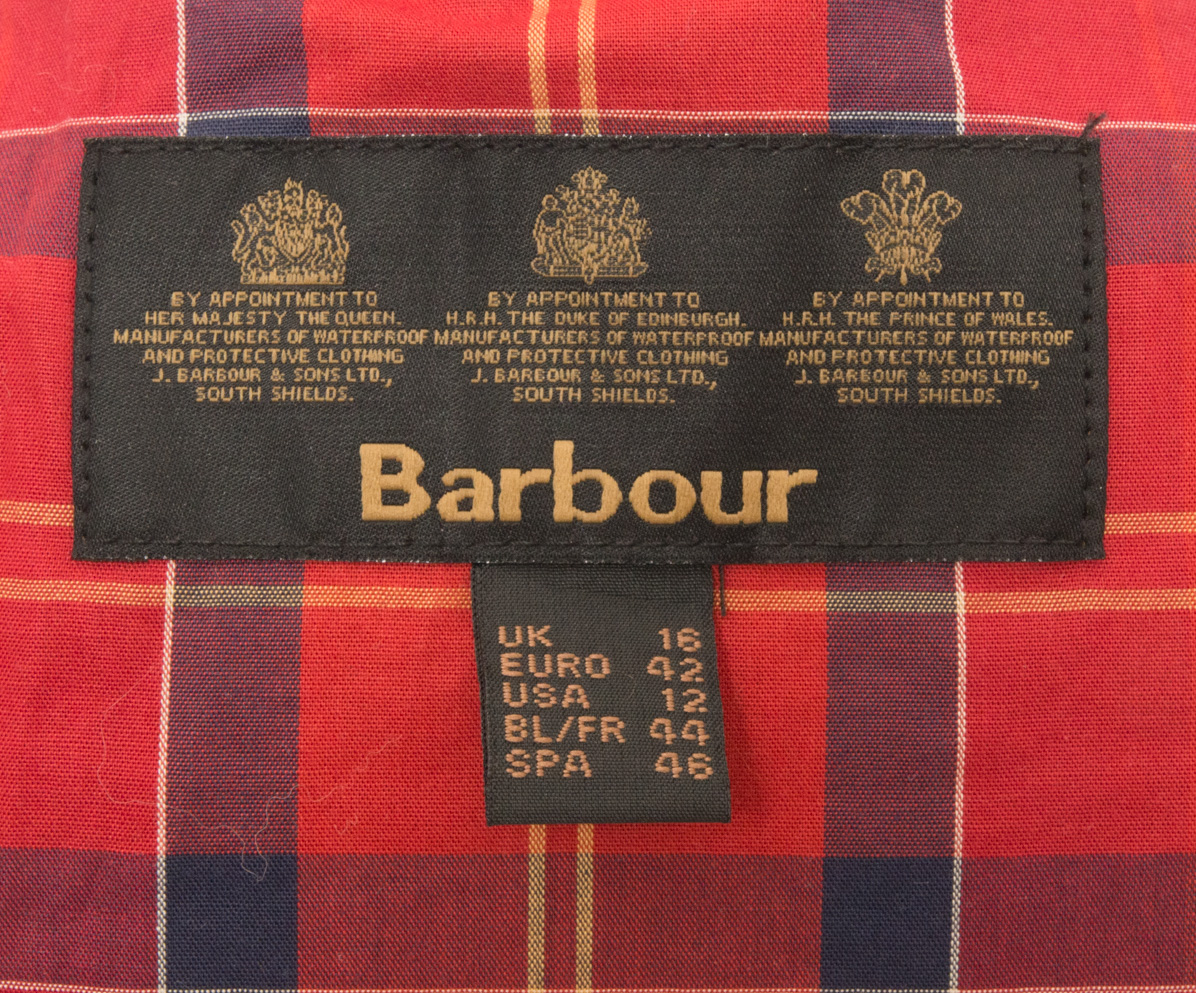 BY APPOINTMENT TO
HER MAJESTY THE QUEEN.
MANUFACTURERS OF WATERPROOF
AND PROTECTIVE CLOTHING
J. BARBOUR & SONS LTD.,
SOUTH SHIELDS.
BY APPOINTMENT TO
H.R.H. THE DUKE OF EDINBURGH.
MANUFACTURERS OF WATERPROOF
AND PROTECTIVE CLOTHING
J. BARBOUR & SONS LTD.,
SOUTH SHIELDS.
BY APPOINTMENT TO
H.R.H. THE PRINCE OF WALES.
MANUFACTURERS OF WATERPROOF
AND PROTECTIVE CLOTHING
J. BARBOUR & SONS LTD.,
SOUTH SHIELDS.
Barbour
UK 16
EURO 42
USA 12
BL/FR 44
SPA 46